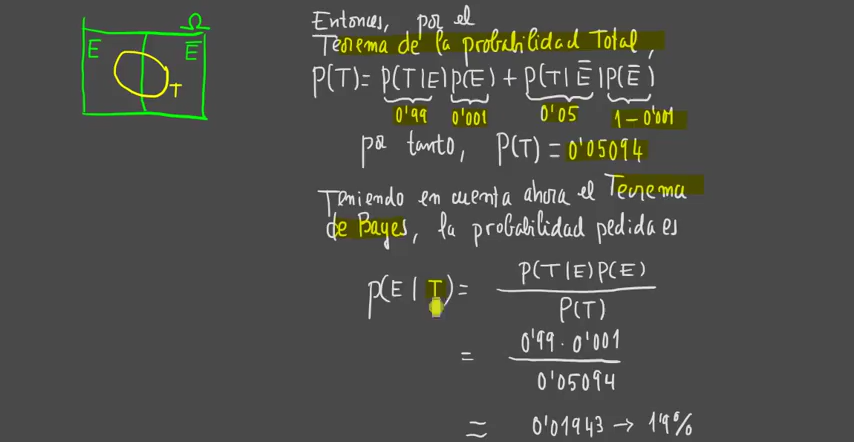 Ω
E
E̅
T
Entonces, por el
Teorema de la probabilidad Total,
P(T)= P(T|E)P(E) + P(T|E̅)P(E̅)
0'99 0'001 0'05 1-0'001
por tanto, P(T) = 0'05094
Teniendo en cuenta ahora el Teorema
de Bayes, la probabilidad pedida es
P(E|T)= P(T|E)P(E)
P(T)
= 0'99 · 0'001
0'05094
≈ 0'01943 → 1'9%